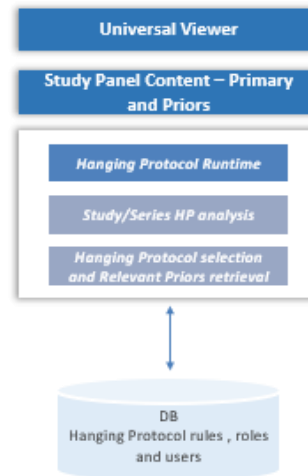 Universal Viewer
Study Panel Content – Primary
and Priors
Hanging Protocol Runtime
Study/Series HP analysis
Hanging Protocol selection
and Relevant Priors retrieval
DB
Hanging Protocol rules , roles
and users